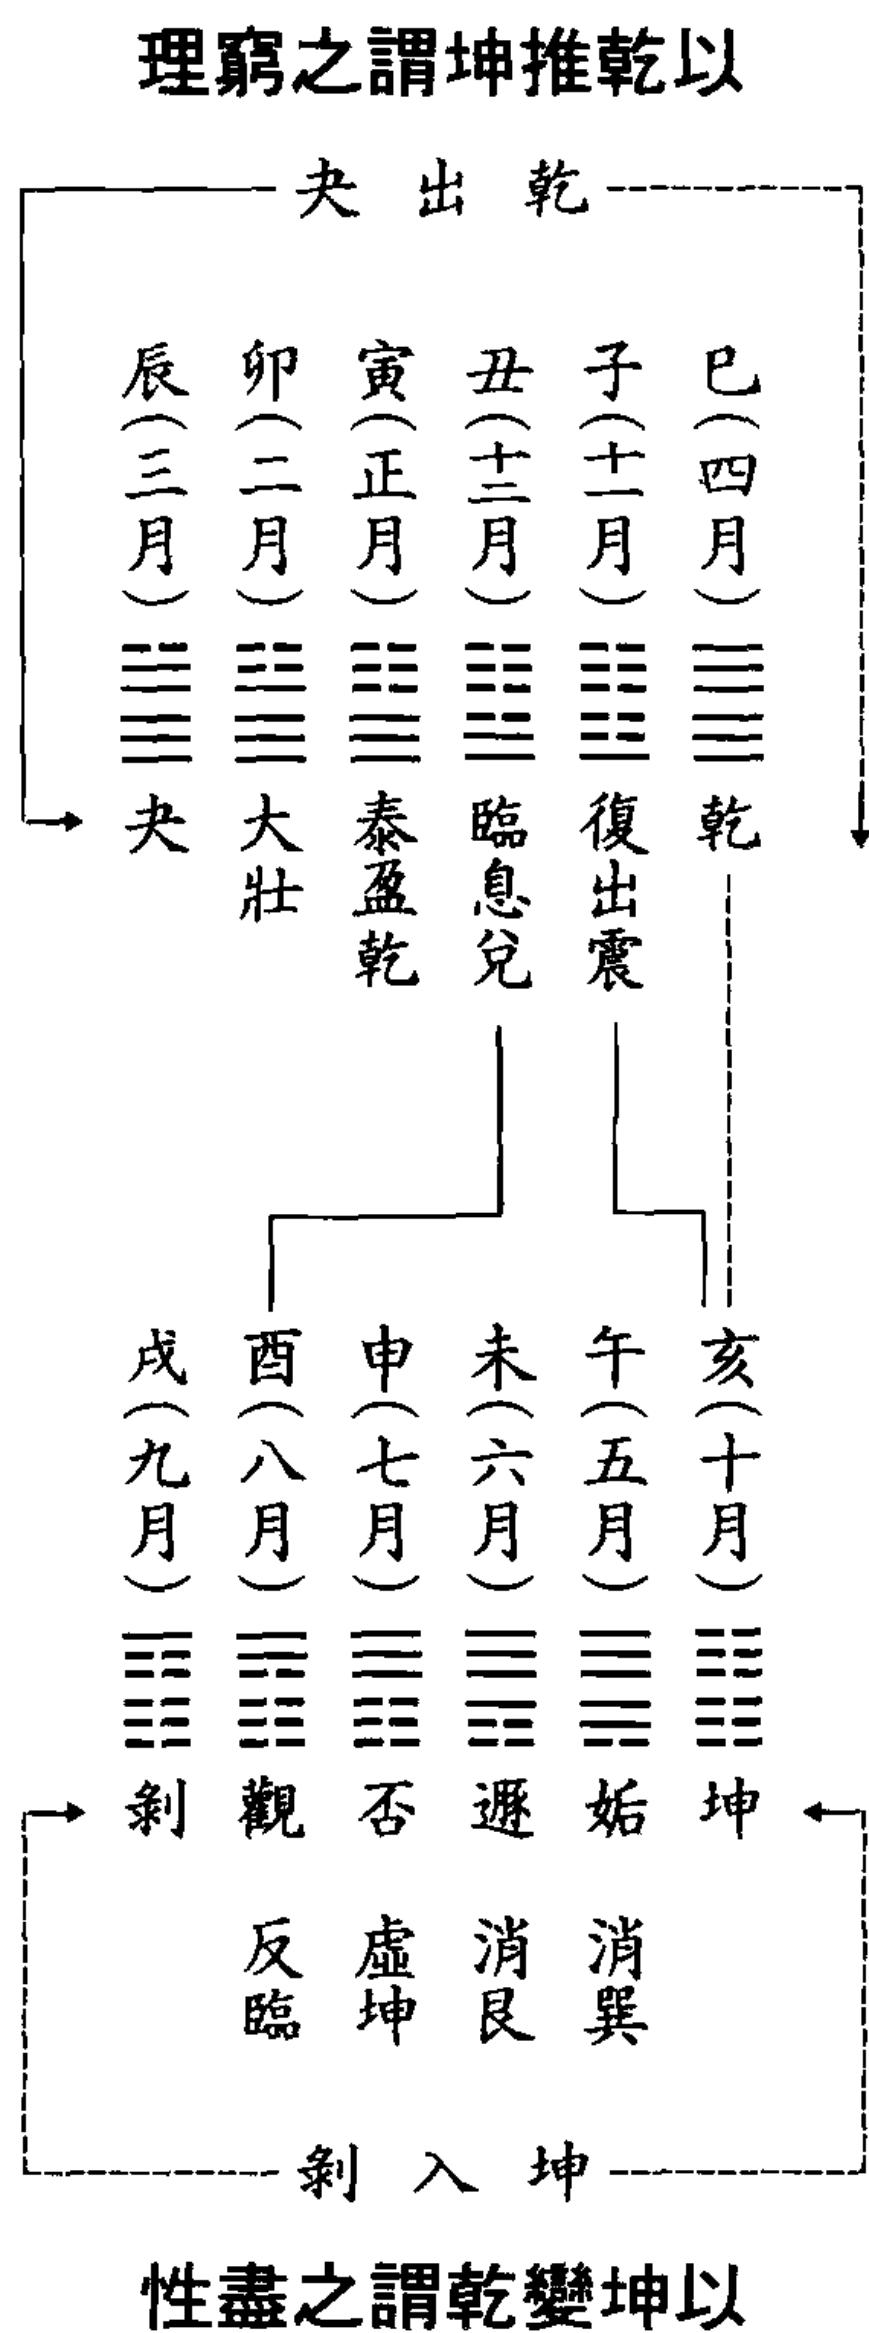 以乾推坤謂之窮理
乾出夬
巳(四月)
乾
子(十一月)
復出震
丑(十二月)
臨息兌
寅(正月)
泰盈乾
卯(二月)
大壯
辰(三月)
夬
亥(十月)
坤
午(五月)
姤
消巽
未(六月)
遯
消艮
申(七月)
否
虛坤
酉(八月)
觀
反臨
戌(九月)
剝
坤入剝
以坤變乾謂之盡性